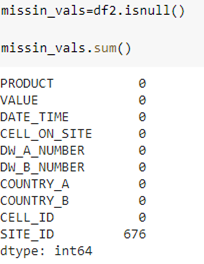 missin_vals=df2.isnull()
missin_vals.sum()
PRODUCT 0
VALUE 0
DATE_TIME 0
CELL_ON_SITE 0
DW_A_NUMBER 0
DW_B_NUMBER 0
COUNTRY_A 0
COUNTRY_B 0
CELL_ID 0
SITE_ID 676
dtype: int64